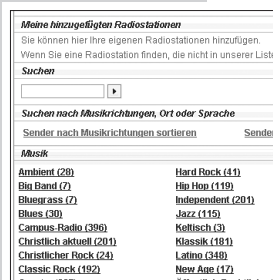 Meine hinzugefügten Radiostationen
Sie können hier Ihre eigenen Radiostationen hinzufügen.
Wenn Sie eine Radiostation finden, die nicht in unserer
Suchen
Suchen nach Musikrichtungen, Ort oder Sprache
Sender nach Musikrichtungen sortieren
Musik
Ambient (28)
Big Band (7)
Bluegrass (7)
Blues (30)
Campus-Radio (396)
Christlich aktuell (201)
Christlicher Rock (24)
Classic Rock (192)
Hard Rock (41)
Hip Hop (119)
Independent (201)
Jazz (115)
Keltisch (3)
Klassik (181)
Latino (348)
New Age (17)